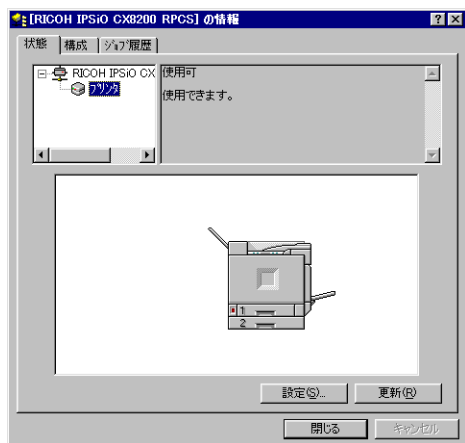 [RICOH IPSiO CX8200 RPCS] の情報
状態 構成 ｼﾞｮﾌﾞ履歴
RICOH IPSiO CX
プリンタ
使用可
使用できます。
1
2
設定(S)... 更新(R)
閉じる キャンセル